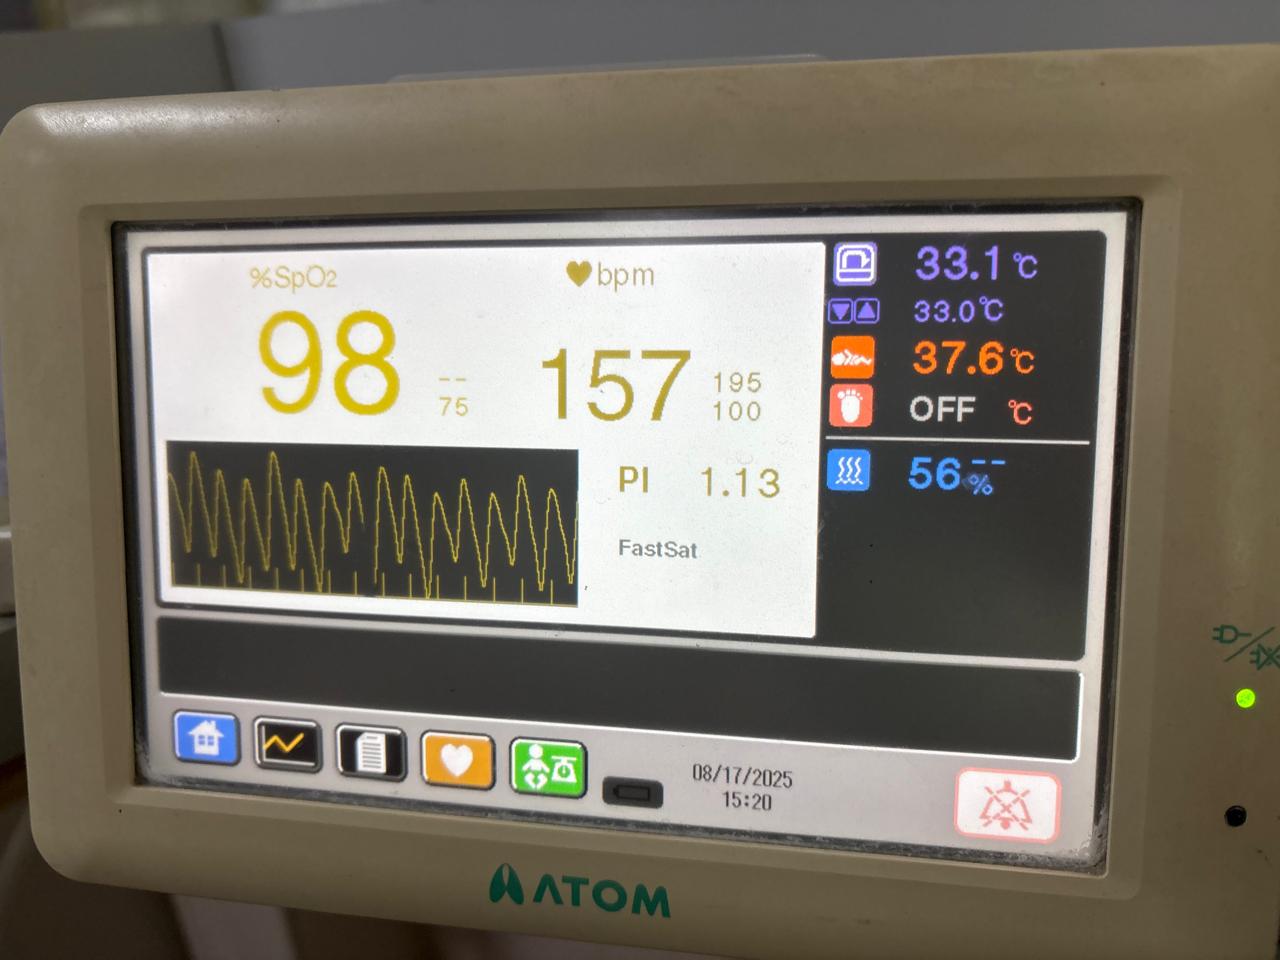 %SpO2
98
--
75
bpm
157
195
100
PI 1.13
FastSat
33.1 ℃
33.0℃
37.6℃
OFF ℃
56 --
%
08/17/2025
15:20
ATOM